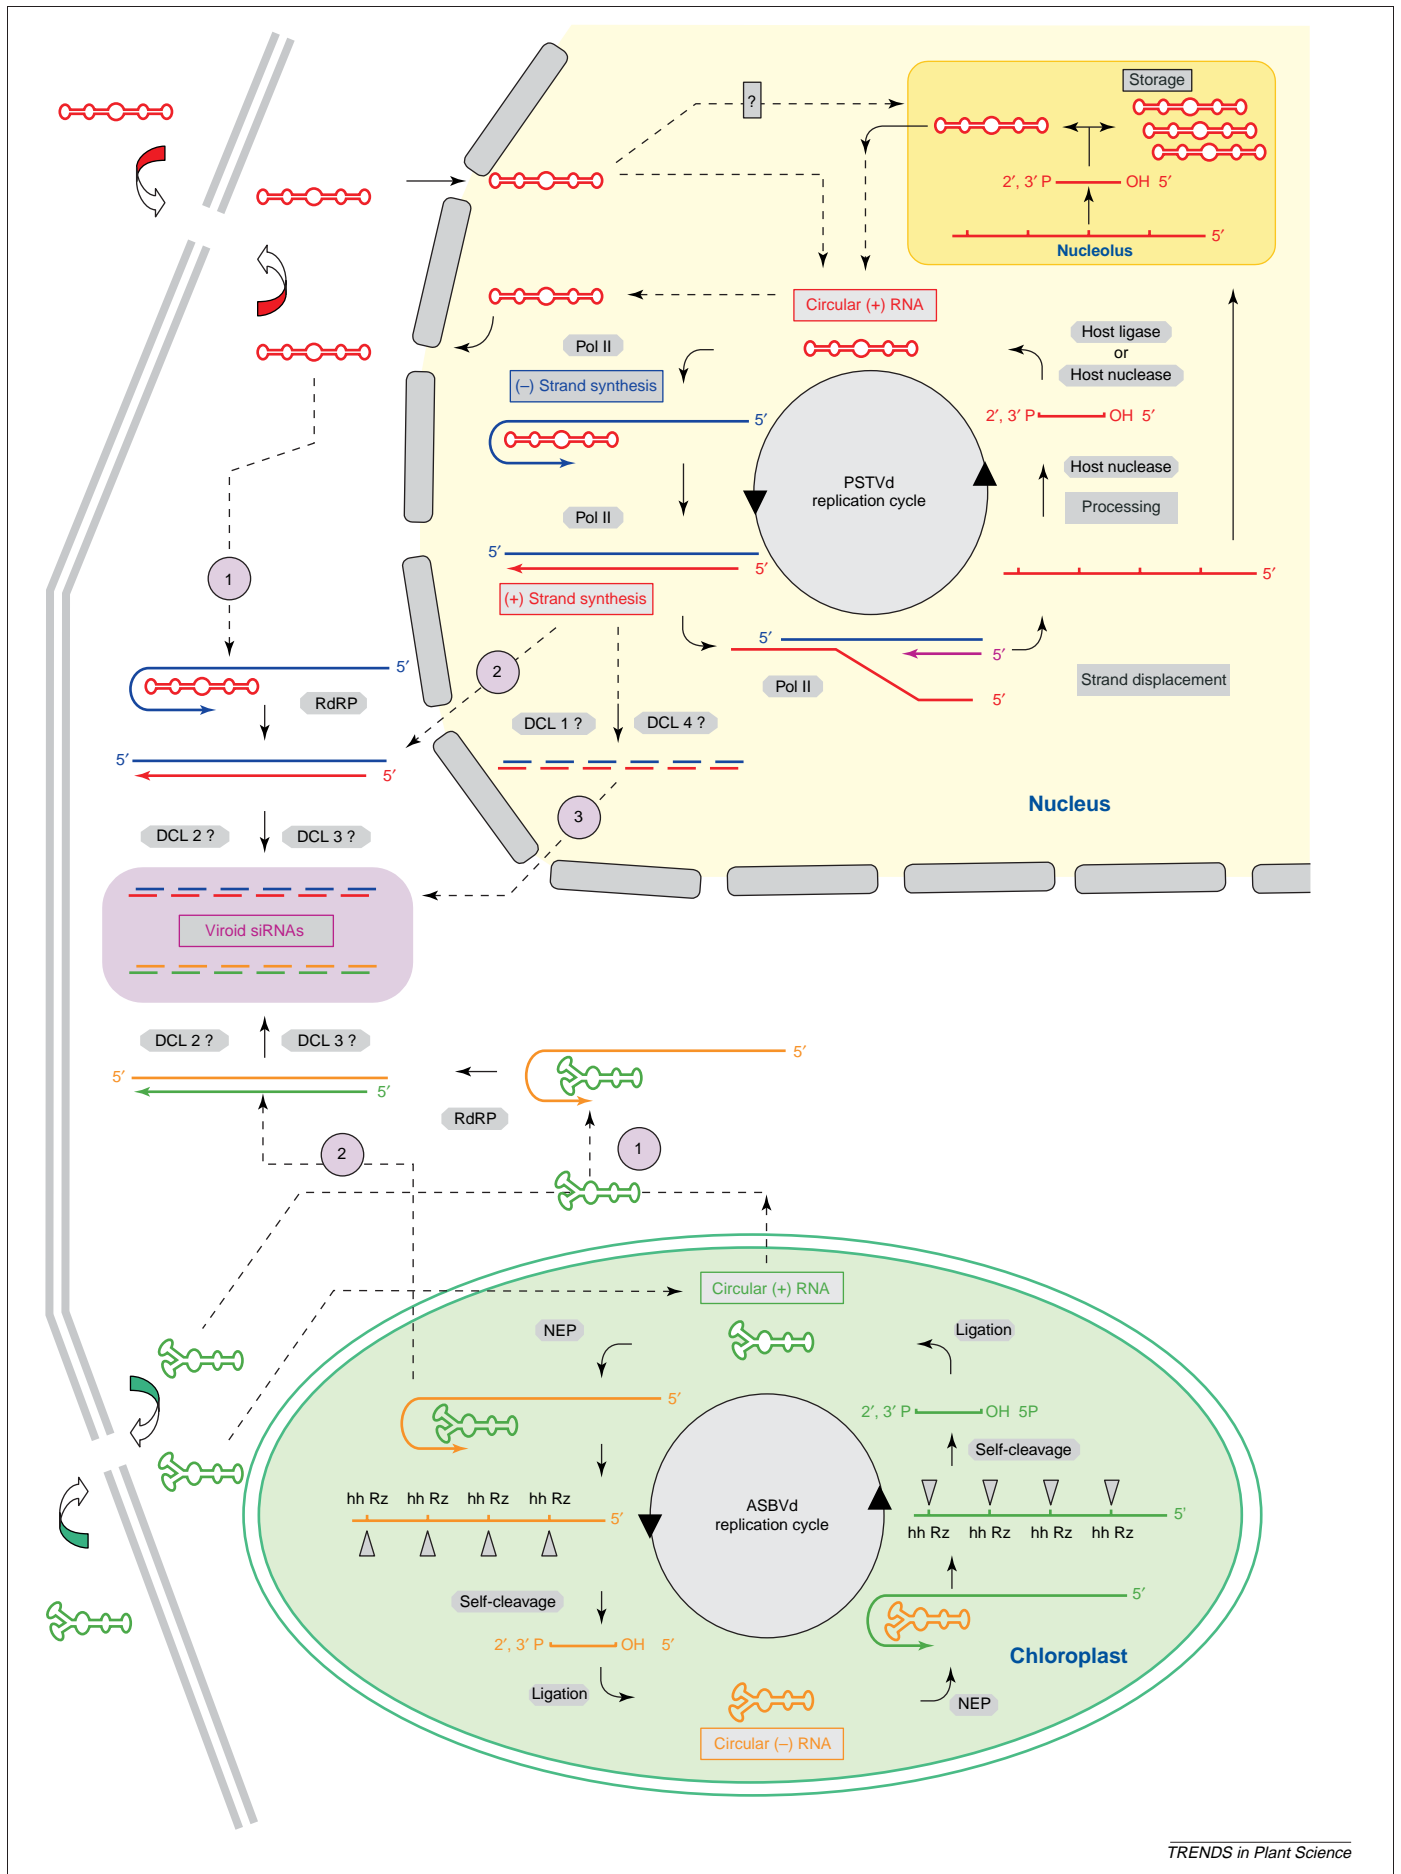 Storage
?
2′, 3′ P OH 5′
5′
Nucleolus
Circular (+) RNA
Pol II
(–) Strand synthesis
5′
Host ligase
or
Host nuclease
2′, 3′ P OH 5′
Host nuclease
Processing
PSTVd
replication cycle
Pol II
5′
5′
(+) Strand synthesis
5′
1
2
5′
5′
5′
Pol II
Strand displacement
5′
RdRP
DCL 1 ?
DCL 4 ?
5′
5′
3
Nucleus
DCL 2 ?
DCL 3 ?
Viroid siRNAs
DCL 2 ?
DCL 3 ?
5′
5′
5′
RdRP
1
2
Circular (+) RNA
NEP
Ligation
5′
2′, 3′ P OH 5P
Self-cleavage
hh Rz hh Rz hh Rz hh Rz
5′
ASBVd
replication cycle
5'
hh Rz hh Rz hh Rz hh Rz
Self-cleavage
5′
2′, 3′ P OH 5′
Chloroplast
Ligation
NEP
Circular (–) RNA
TRENDS in Plant Science